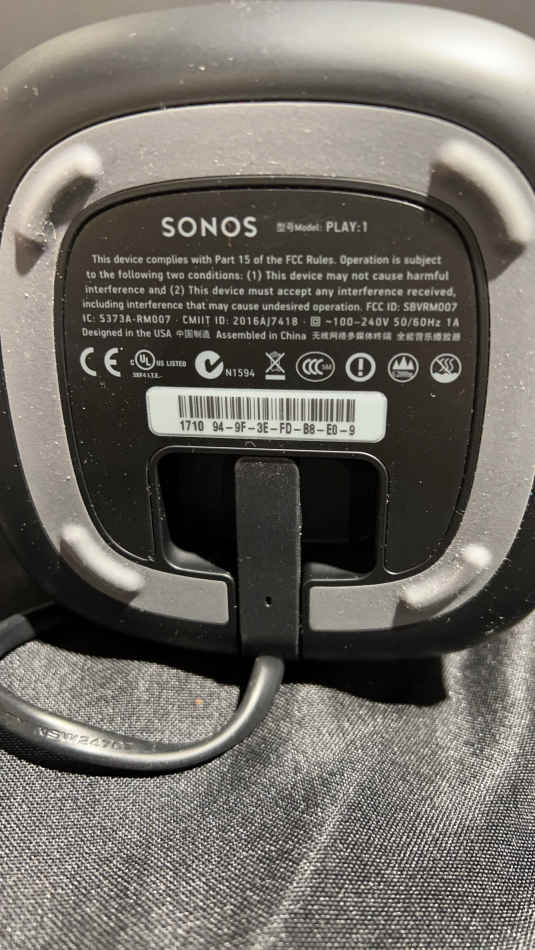 SONOS 型号Model: PLAY:1
This device complies with Part 15 of the FCC Rules. Operation is subject
to the following two conditions: (1) This device may not cause harmful
interference and (2) This device must accept any interference received,
including interference that may cause undesired operation. FCC ID: SBVRM007
IC: 5373A-RM007 · CMIIT ID: 2016AJ7418 · ~100-240V 50/60Hz 1A
Designed in the USA 中国制造 Assembled in China 无线网络多媒体终端 全能音乐播放器
CE c UL US LISTED N1594 CCC
1710 94-9F-3E-FD-B8-E0-9